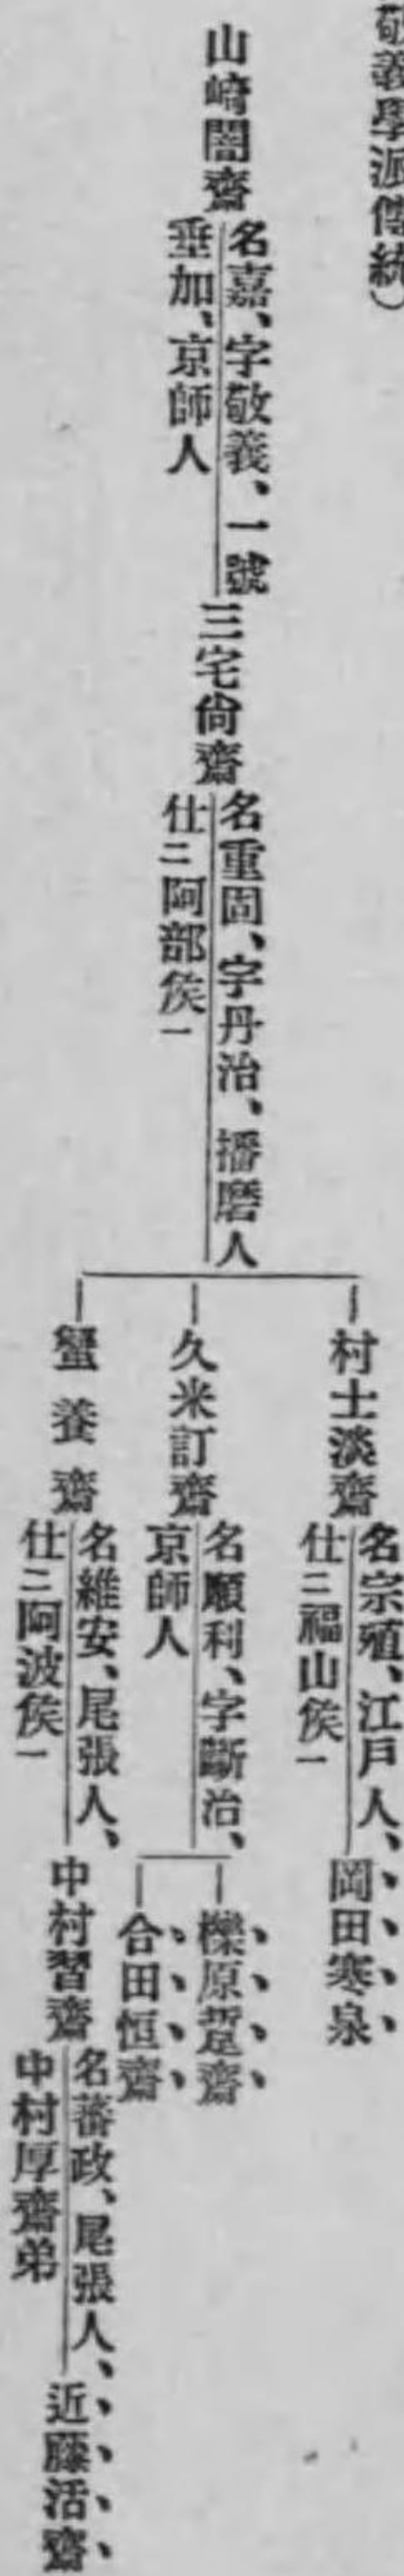 敬義學派傳統）
山﨑闇齋
名嘉、字敬義、一號
垂加、京師人
三宅尙齋
名重固、字丹治、播磨人
仕二阿部侯一
村士淡齋
名宗殖、江戶人、
仕二福山侯一
岡田寒泉
久米訂齋
名順利、字斷治、
京師人
櫟原踅齋
合田恒齋
蟹養齋
名維安、尾張人、
仕二阿波侯一
中村習齋
名蕃政、尾張人、
中村厚齋弟
近藤活齋